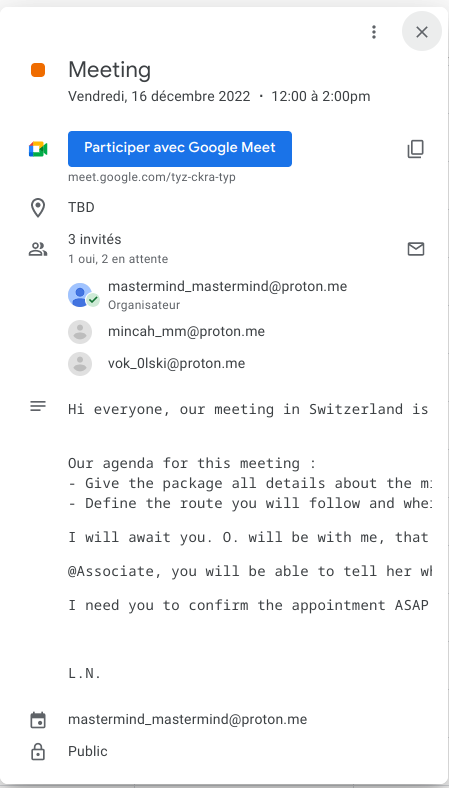 Meeting
Vendredi, 16 décembre 2022 · 12:00 à 2:00pm
Participer avec Google Meet
meet.google.com/tyz-ckra-typ
TBD
3 invités
1 oui, 2 en attente
mastermind_mastermind@proton.me
Organisateur
mincah_mm@proton.me
vok_0lski@proton.me
Hi everyone, our meeting in Switzerland is
Our agenda for this meeting :
- Give the package all details about the
- Define the route you will follow and
I will await you. O. will be with me, that
@Associate, you will be able to tell her
I need you to confirm the appointment ASAP
L.N.
mastermind_mastermind@proton.me
Public